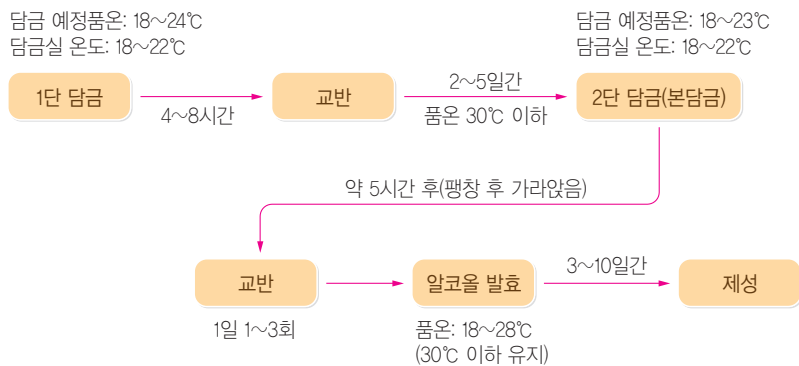 담금 예정품온: 18~24℃
담금실 온도: 18~22℃
담금 예정품온: 18~23℃
담금실 온도: 18~22℃
1단 담금
4~8시간
교반
2~5일간
품온 30℃ 이하
2단 담금(본담금)
약 5시간 후(팽창 후 가라앉음)
교반
1일 1~3회
알코올 발효
품온: 18~28℃
(30℃ 이하 유지)
3~10일간
제성